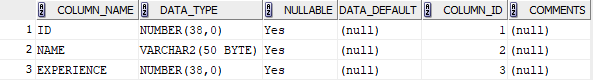 COLUMN_NAME DATA_TYPE NULLABLE DATA_DEFAULT COLUMN_ID COMMENTS
1 ID NUMBER(38,0) Yes (null) 1 (null)
2 NAME VARCHAR2(50 BYTE) Yes (null) 2 (null)
3 EXPERIENCE NUMBER(38,0) Yes (null) 3 (null)